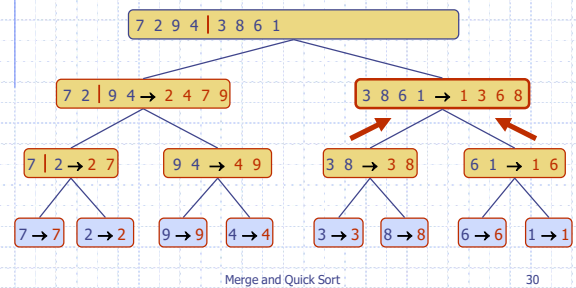 7 2 9 4 | 3 8 6 1
7 2 | 9 4 → 2 4 7 9
3 8 6 1 → 1 3 6 8
7 | 2 → 2 7
9 4 → 4 9
3 8 → 3 8
6 1 → 1 6
7 → 7
2 → 2
9 → 9
4 → 4
3 → 3
8 → 8
6 → 6
1 → 1
Merge and Quick Sort
30